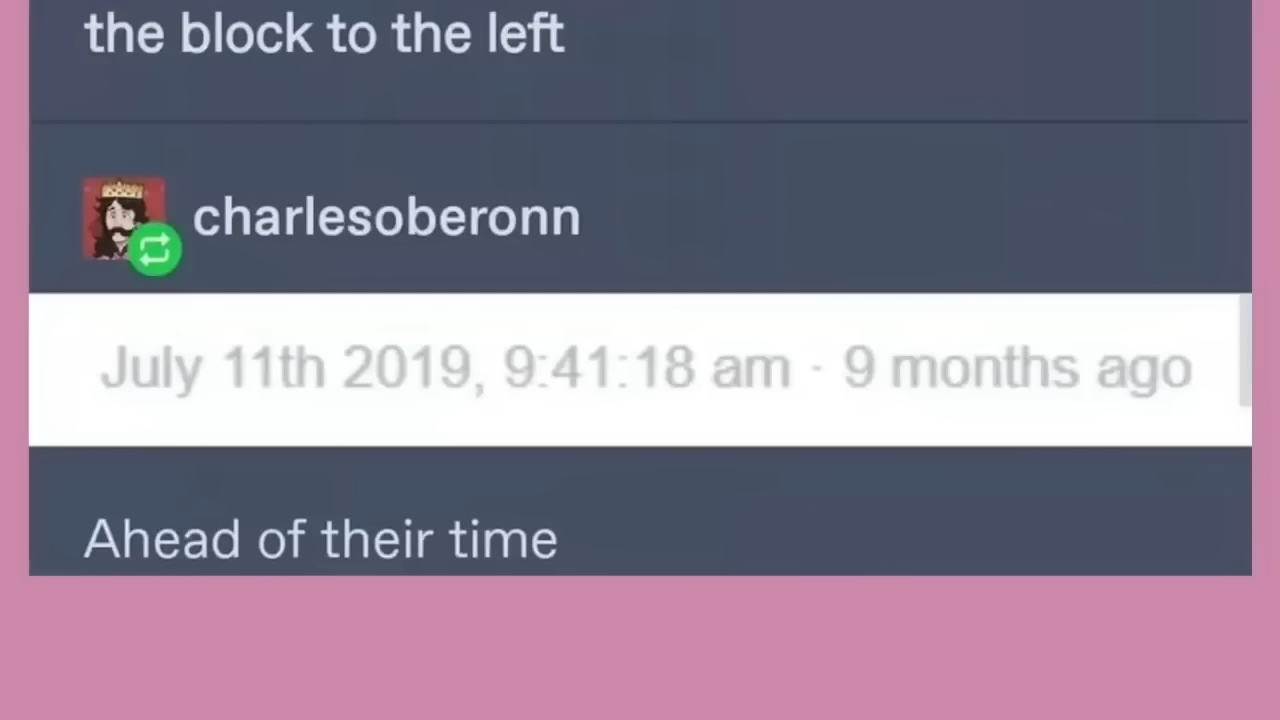 the block to the left
charlesoberonn
July 11th 2019, 9:41:18 am · 9 months ago
Ahead of their time